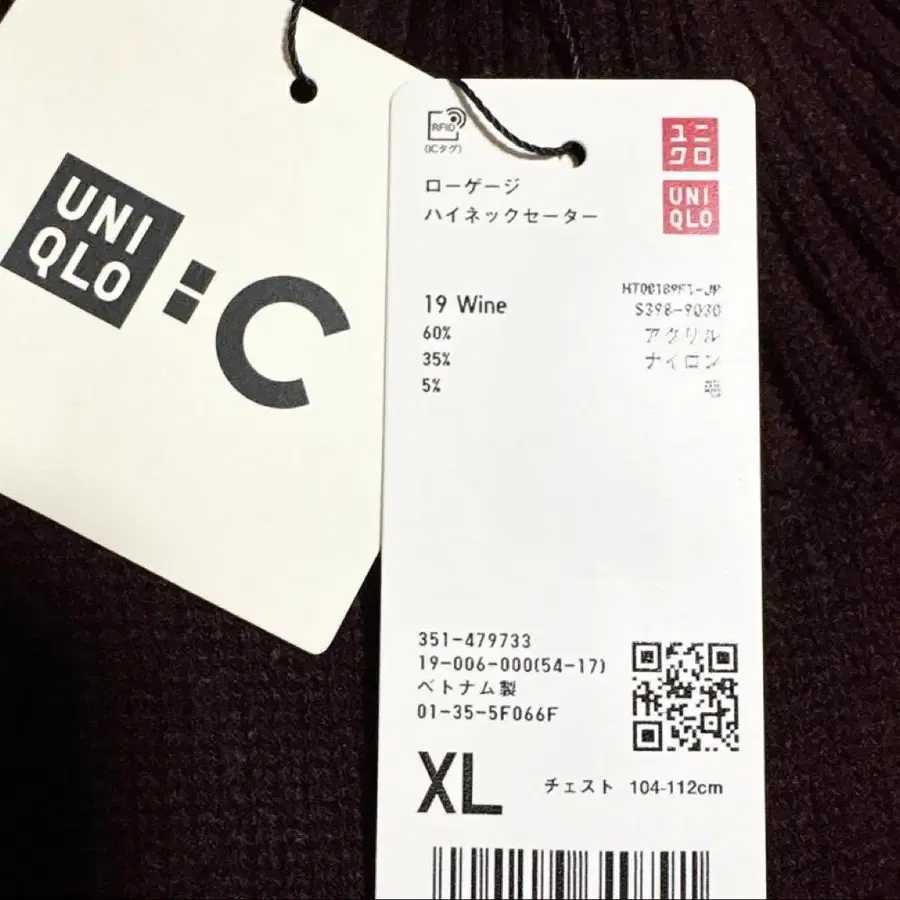 UNI
QLO
: C
RFID
(ICタグ)
ユニ
クロ
UNI
QLO
ローゲージ
ハイネックセーター
19 Wine
S398-9030
60% アクリル
35% ナイロン
5%
351-479733
19-006-000(54-17)
ベトナム製
01-35-5F066F
XL チェスト 104-112cm